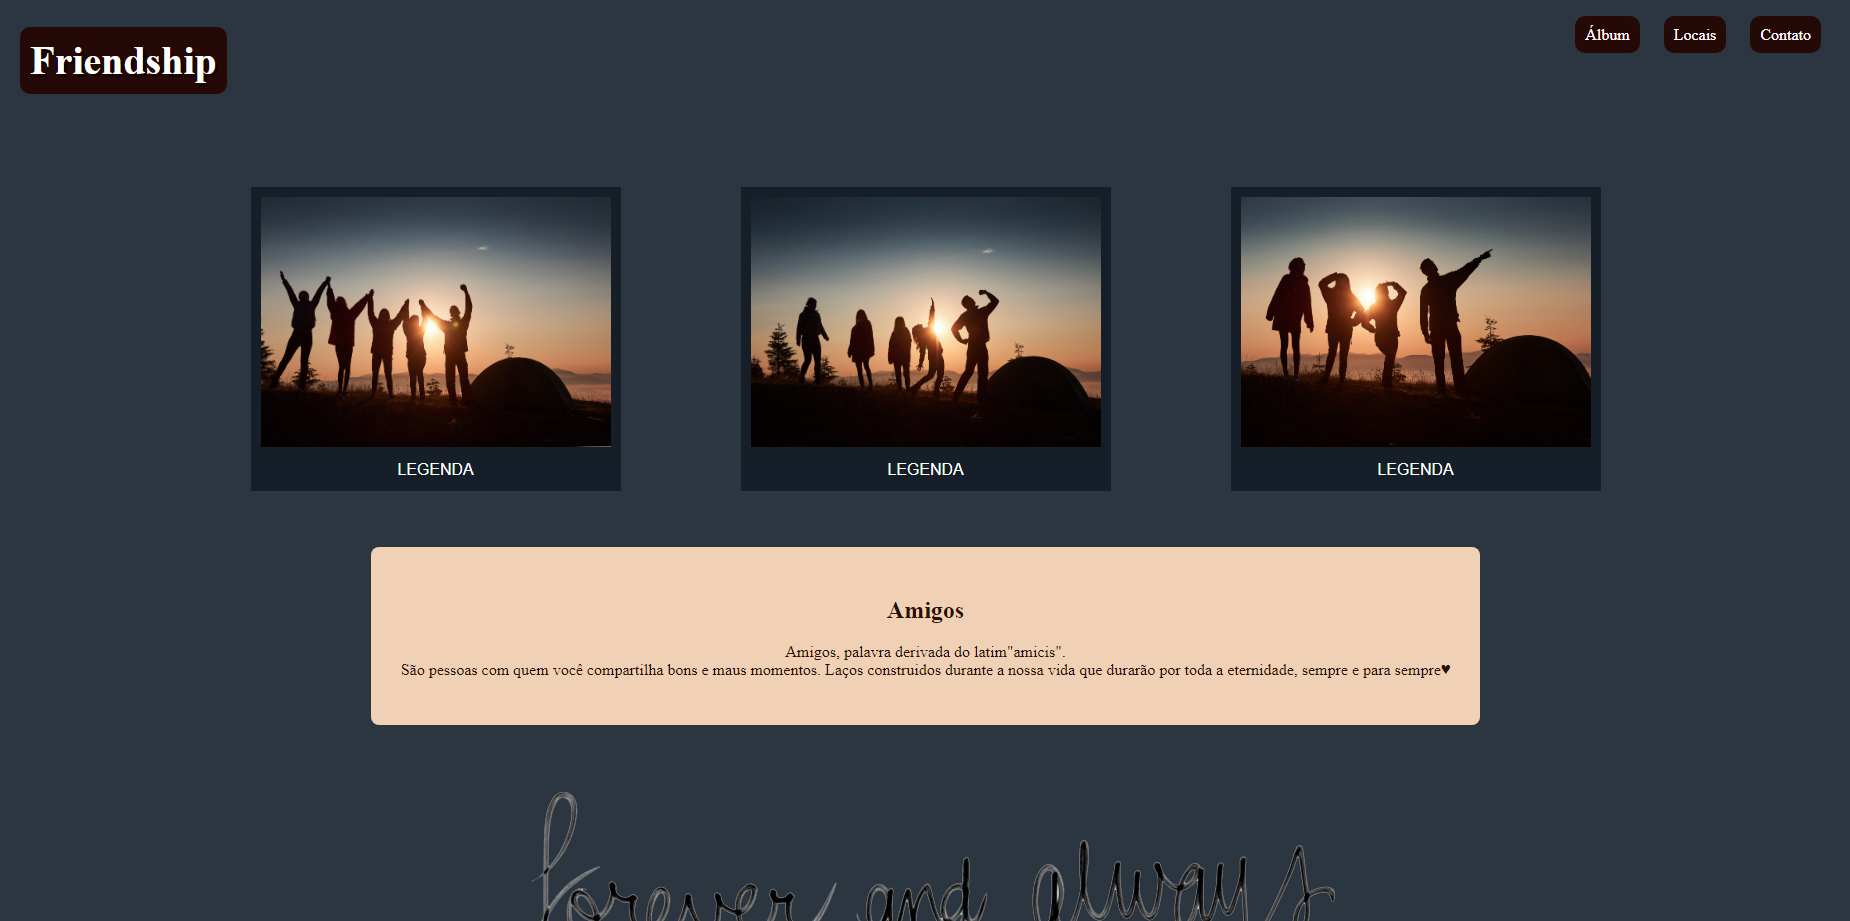 Friendship
Álbum
Locais
Contato
LEGENDA
LEGENDA
LEGENDA
Amigos
Amigos, palavra derivada do latim"amicis".
São pessoas com quem você compartilha bons e maus momentos. Laços construidos durante a nossa vida que durarão por toda a eternidade, sempre e para sempre♥
forever and always